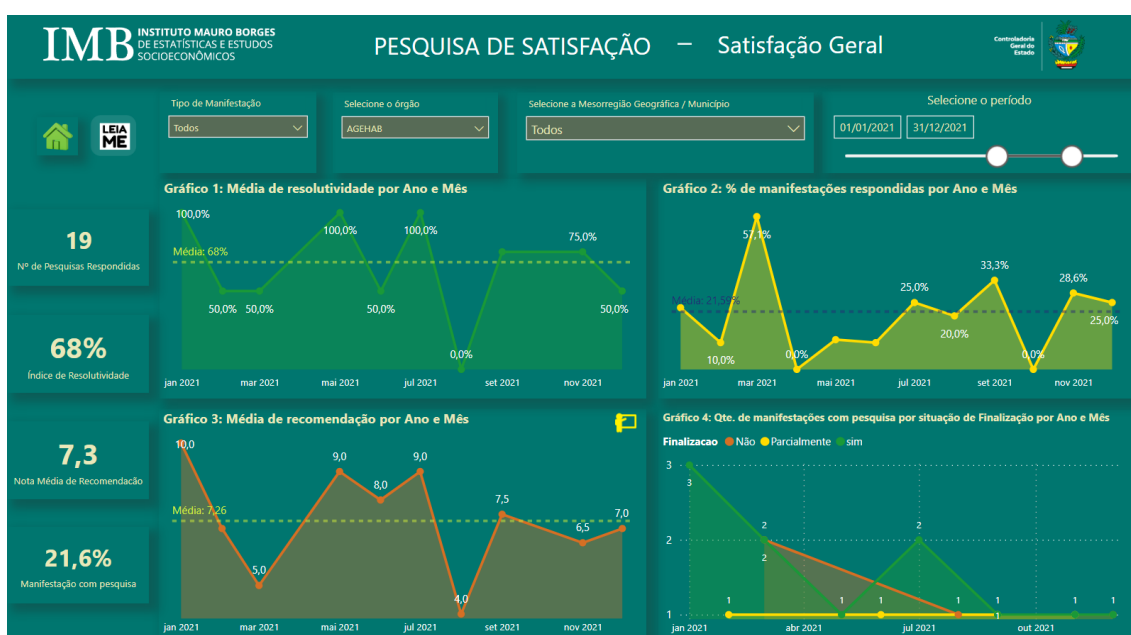 IMB INSTITUTO MAURO BORGES
DE ESTATÍSTICAS E ESTUDOS
SOCIOECONÔMICOS
PESQUISA DE SATISFAÇÃO — Satisfação Geral
Controladoria
Geral do
Estado
Tipo de Manifestação
Todos
Selecione o órgão
AGEHAB
Selecione a Mesorregião Geográfica / Município
Todos
Selecione o período
01/01/2021 31/12/2021
LEIA
ME
19
Nº de Pesquisas Respondidas
68%
Índice de Resolutividade
7,3
Nota Média de Recomendacão
21,6%
Manifestação com pesquisa
Gráfico 1: Média de resolutividade por Ano e Mês
100,0%
100,0%
100,0%
75,0%
Média: 68%
50,0% 50,0%
50,0%
50,0%
0,0%
jan 2021 mar 2021 mai 2021 jul 2021 set 2021 nov 2021
Gráfico 2: % de manifestações respondidas por Ano e Mês
57,1%
33,3%
28,6%
25,0%
Média: 21,59%
25,0%
20,0%
10,0%
0,0%
0,0%
jan 2021 mar 2021 mai 2021 jul 2021 set 2021 nov 2021
Gráfico 3: Média de recomendação por Ano e Mês
10,0
9,0
9,0
8,0
7,5
Média: 7,26
7,0
6,5
5,0
4,0
jan 2021 mar 2021 mai 2021 jul 2021 set 2021 nov 2021
Gráfico 4: Qte. de manifestações com pesquisa por situação de Finalização por Ano e Mês
Finalizacao Não Parcialmente sim
3
3
2
2
2
2
1
1
1
1
1
1
1
1
1
jan 2021 abr 2021 jul 2021 out 2021